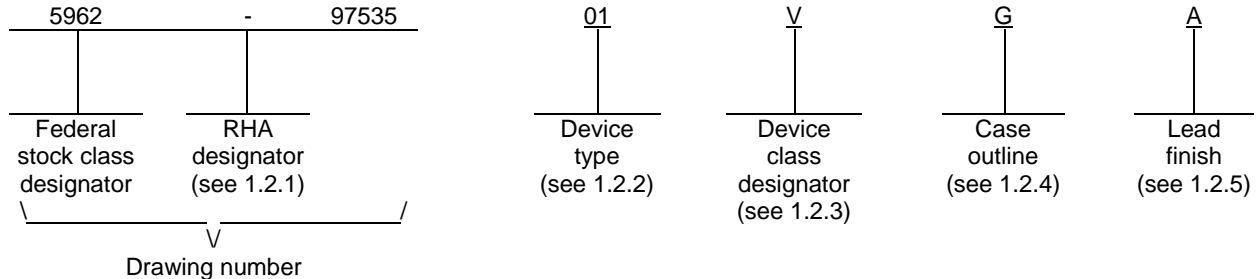 5962 - 97535 01 V G A
Federal stock class designator
RHA designator (see 1.2.1)
Device type (see 1.2.2)
Device class designator (see 1.2.3)
Case outline (see 1.2.4)
Lead finish (see 1.2.5)
\ /
\/
Drawing number